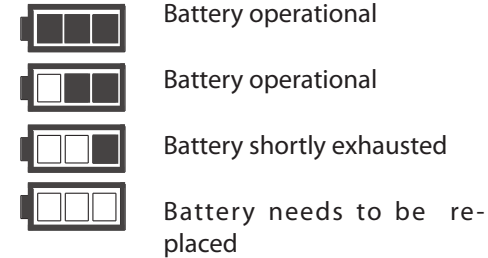 Battery operational
Battery operational
Battery shortly exhausted
Battery needs to be re-
placed